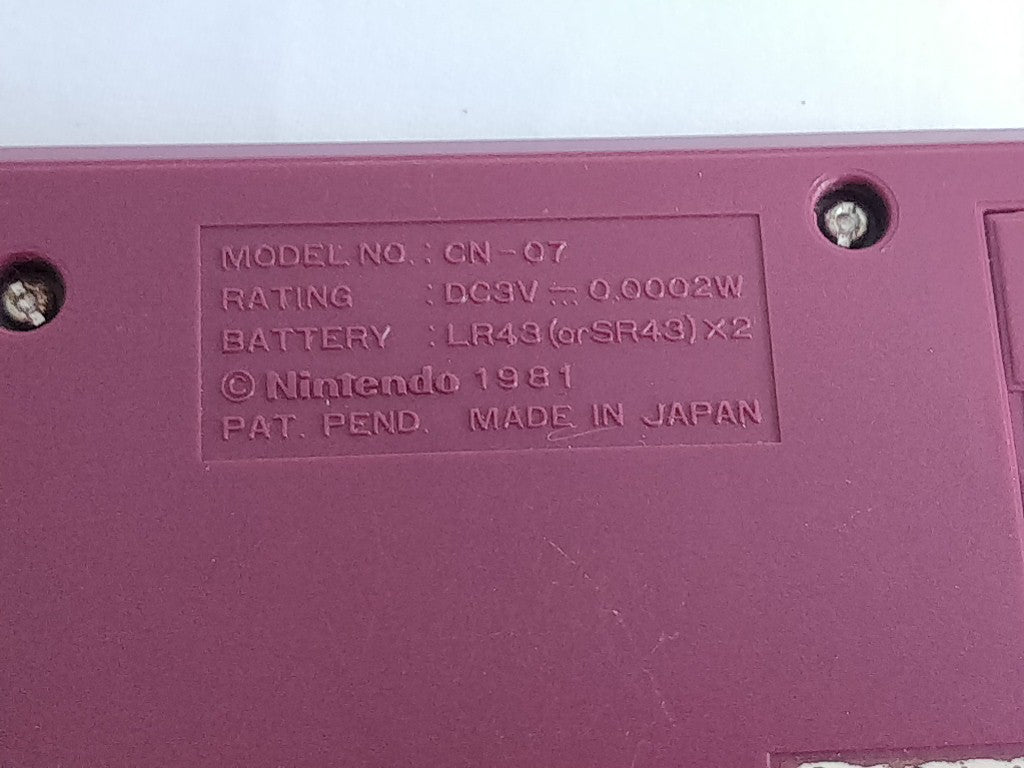 MODEL NO. : CN-07
RATING : DC3V ⎓ 0.0002W
BATTERY : LR43 (or SR43) X2
© Nintendo 1981
PAT. PEND. MADE IN JAPAN